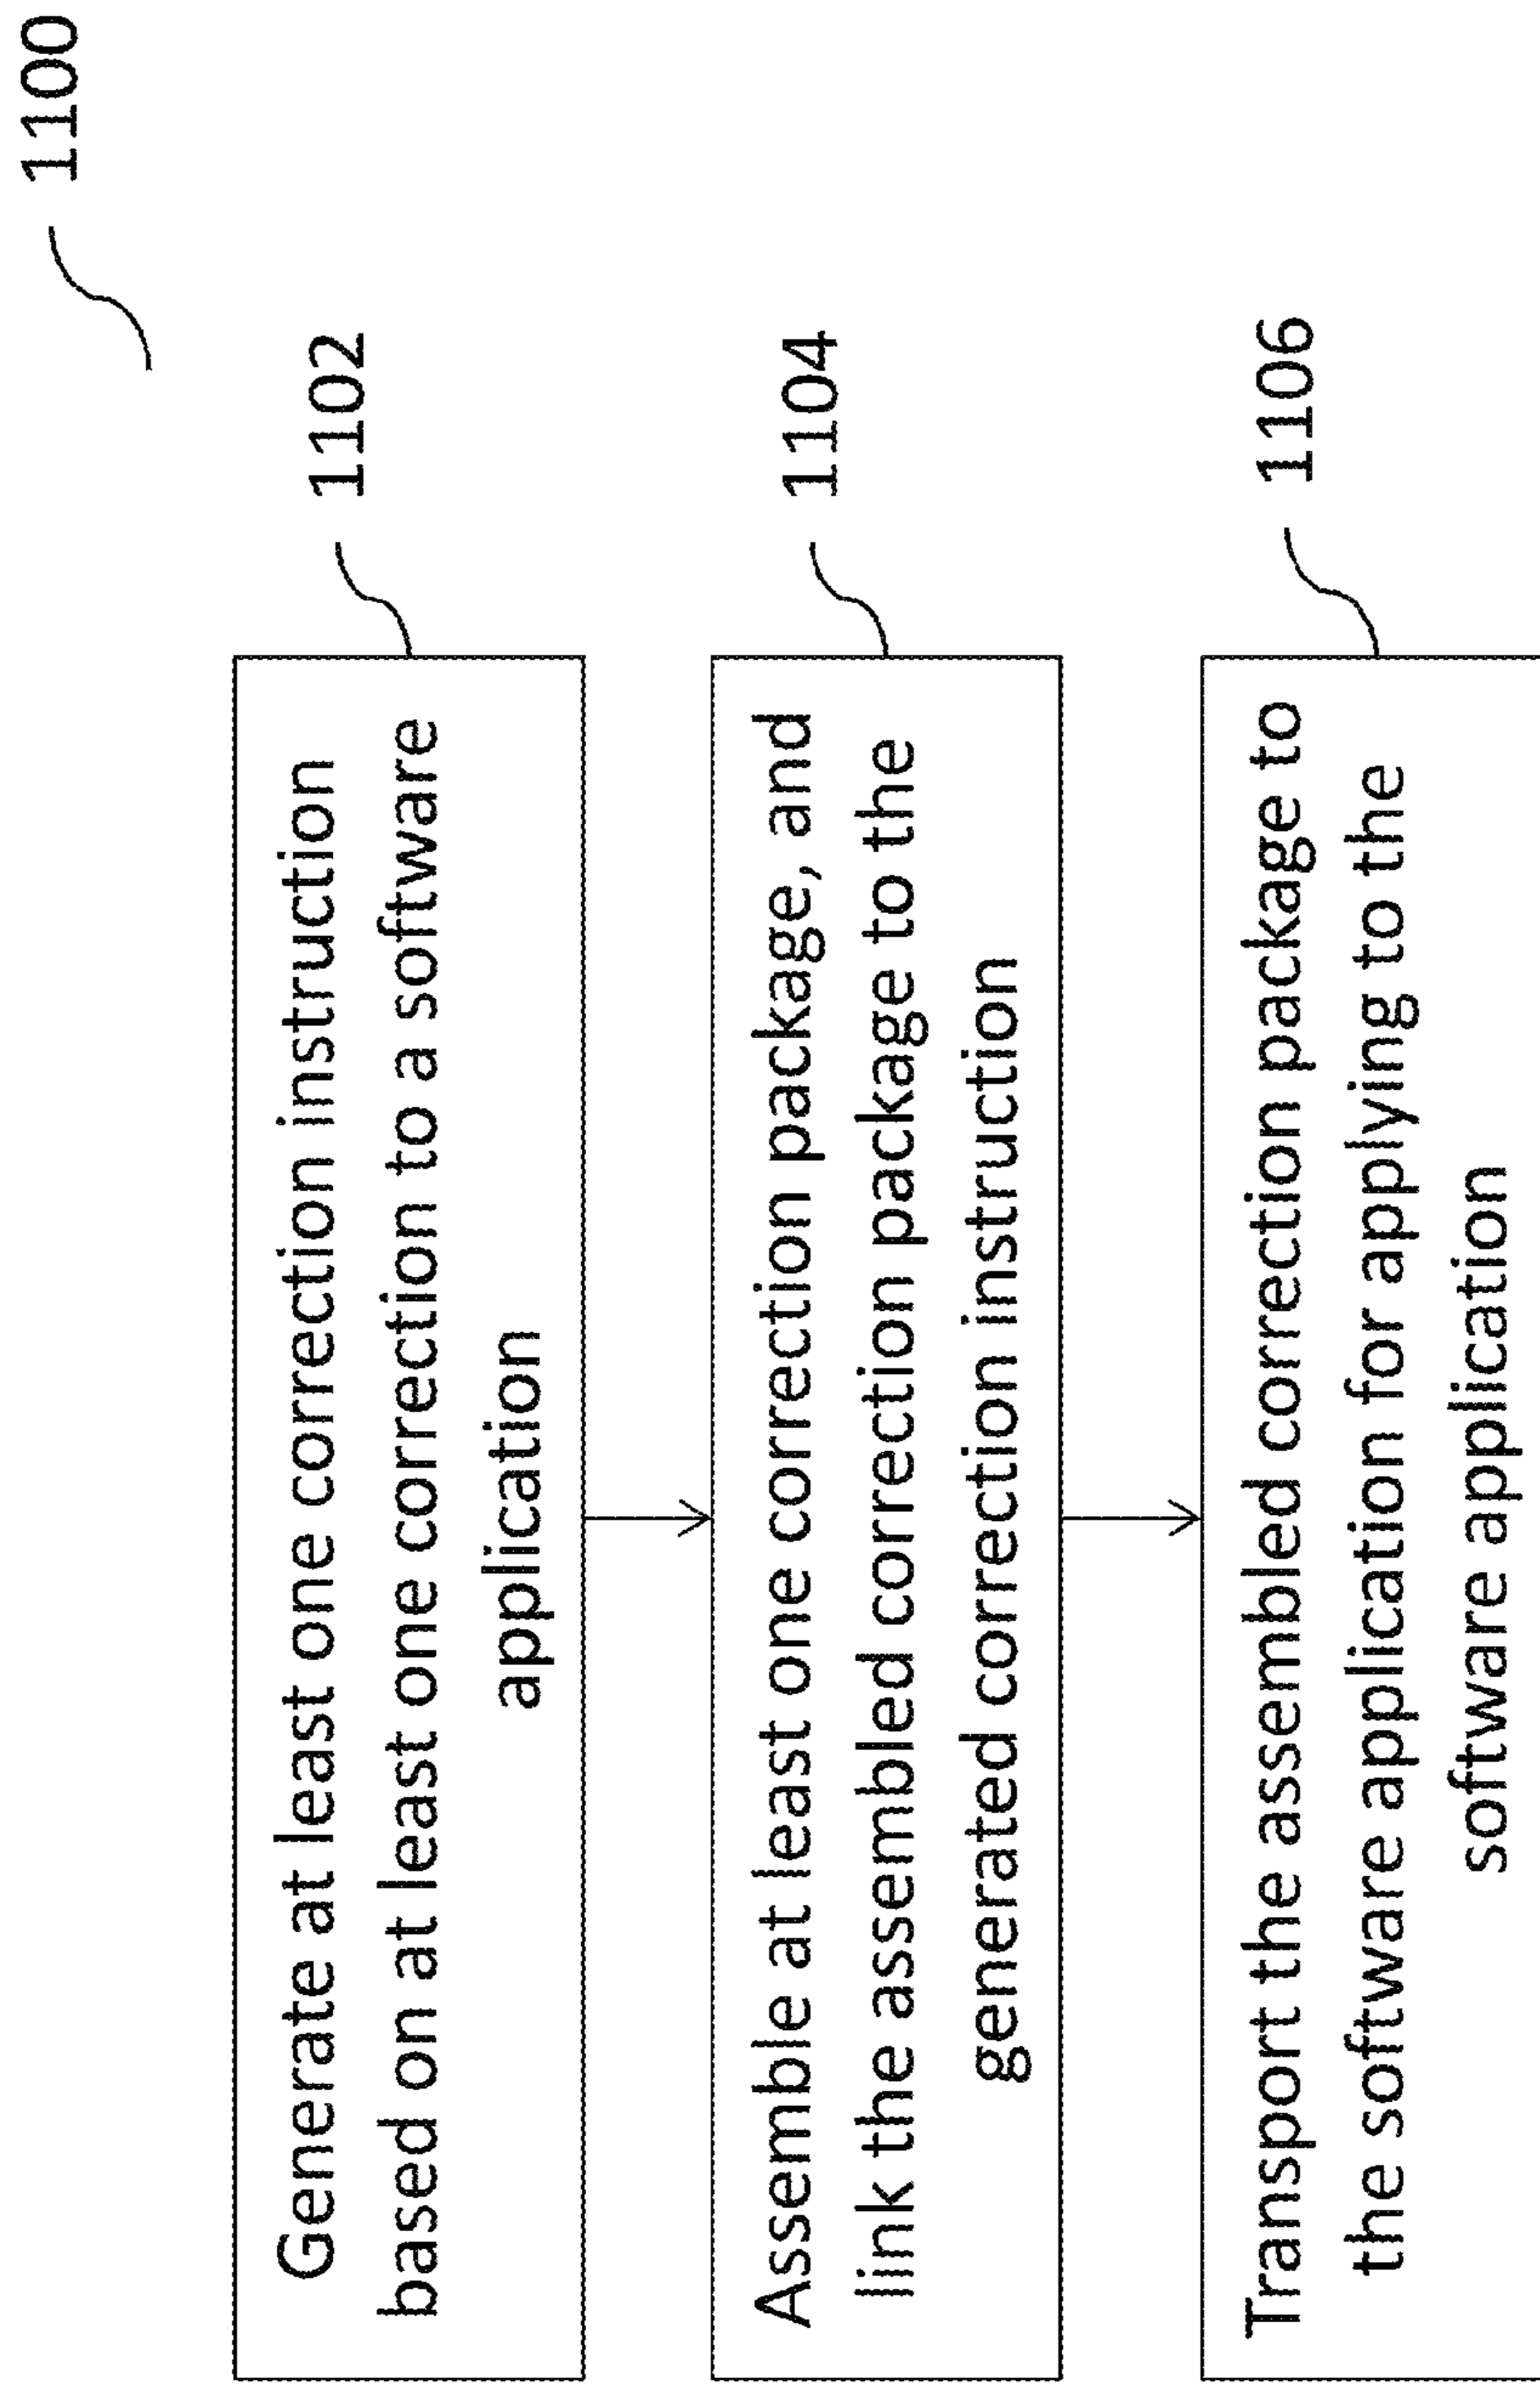 1100
Generate at least one correction instruction
based on at least one correction to a software
application
1102
Assemble at least one correction package, and
link the assembled correction package to the
generated correction instruction
1104
Transport the assembled correction package to
the software application for applying to the
software application
1106